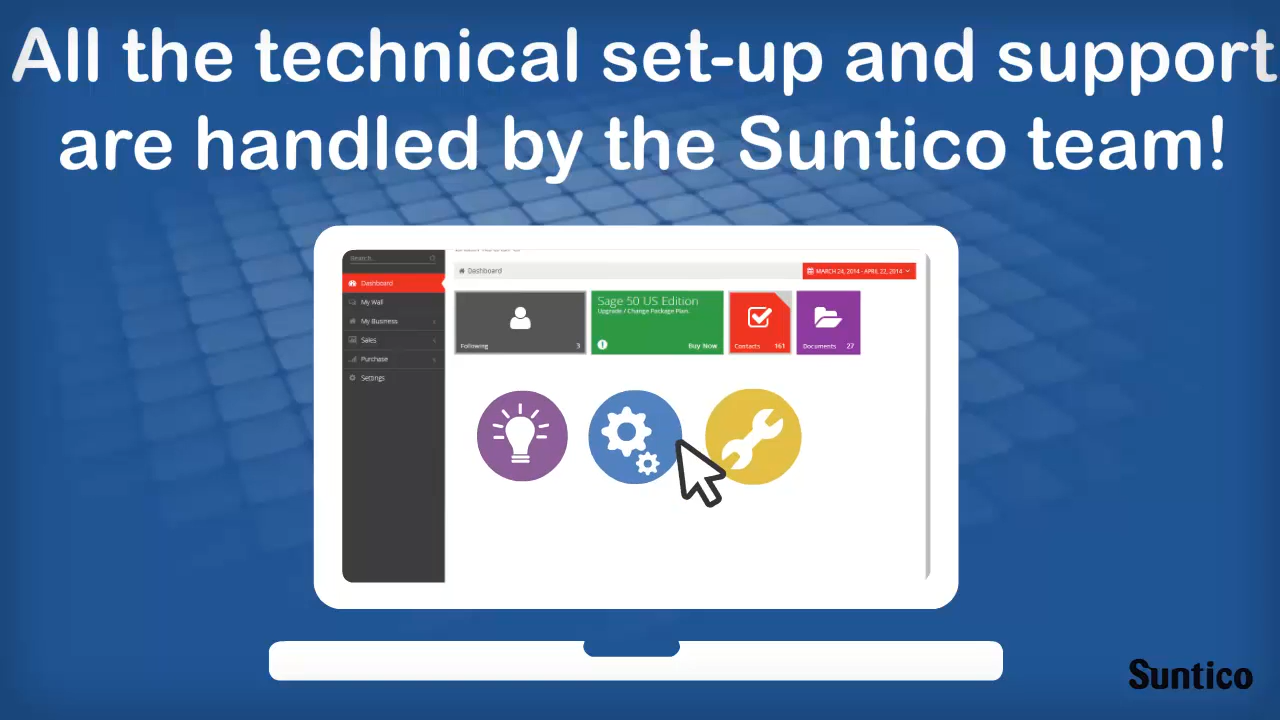 All the technical set-up and support
are handled by the Suntico team!
Search..
Dashboard
MARCH 24, 2014 - APRIL 22, 2014
Dashboard
My Wall
My Business
Sales
Purchase
Settings
Following
3
Sage 50 US Edition
Upgrade / Change Package Plan.
Buy Now
Contacts
161
Documents
27
Suntico